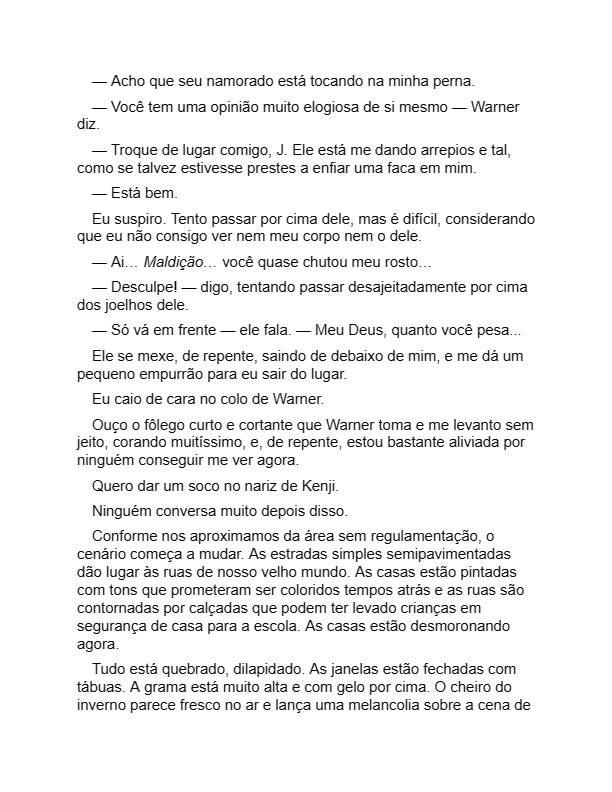 — Acho que seu namorado está tocando na minha perna.
— Você tem uma opinião muito elogiosa de si mesmo — Warner
diz.
— Troque de lugar comigo, J. Ele está me dando arrepios e tal,
como se talvez estivesse prestes a enfiar uma faca em mim.
— Está bem.
Eu suspiro. Tento passar por cima dele, mas é difícil, considerando
que eu não consigo ver nem meu corpo nem o dele.
— Ai… Maldição… você quase chutou meu rosto…
— Desculpe! — digo, tentando passar desajeitadamente por cima
dos joelhos dele.
— Só vá em frente — ele fala. — Meu Deus, quanto você pesa...
Ele se mexe, de repente, saindo de debaixo de mim, e me dá um
pequeno empurrão para eu sair do lugar.
Eu caio de cara no colo de Warner.
Ouço o fôlego curto e cortante que Warner toma e me levanto sem
jeito, corando muitíssimo, e, de repente, estou bastante aliviada por
ninguém conseguir me ver agora.
Quero dar um soco no nariz de Kenji.
Ninguém conversa muito depois disso.
Conforme nos aproximamos da área sem regulamentação, o
cenário começa a mudar. As estradas simples semipavimentadas
dão lugar às ruas de nosso velho mundo. As casas estão pintadas
com tons que prometeram ser coloridos tempos atrás e as ruas são
contornadas por calçadas que podem ter levado crianças em
segurança de casa para a escola. As casas estão desmoronando
agora.
Tudo está quebrado, dilapidado. As janelas estão fechadas com
tábuas. A grama está muito alta e com gelo por cima. O cheiro do
inverno parece fresco no ar e lança uma melancolia sobre a cena de